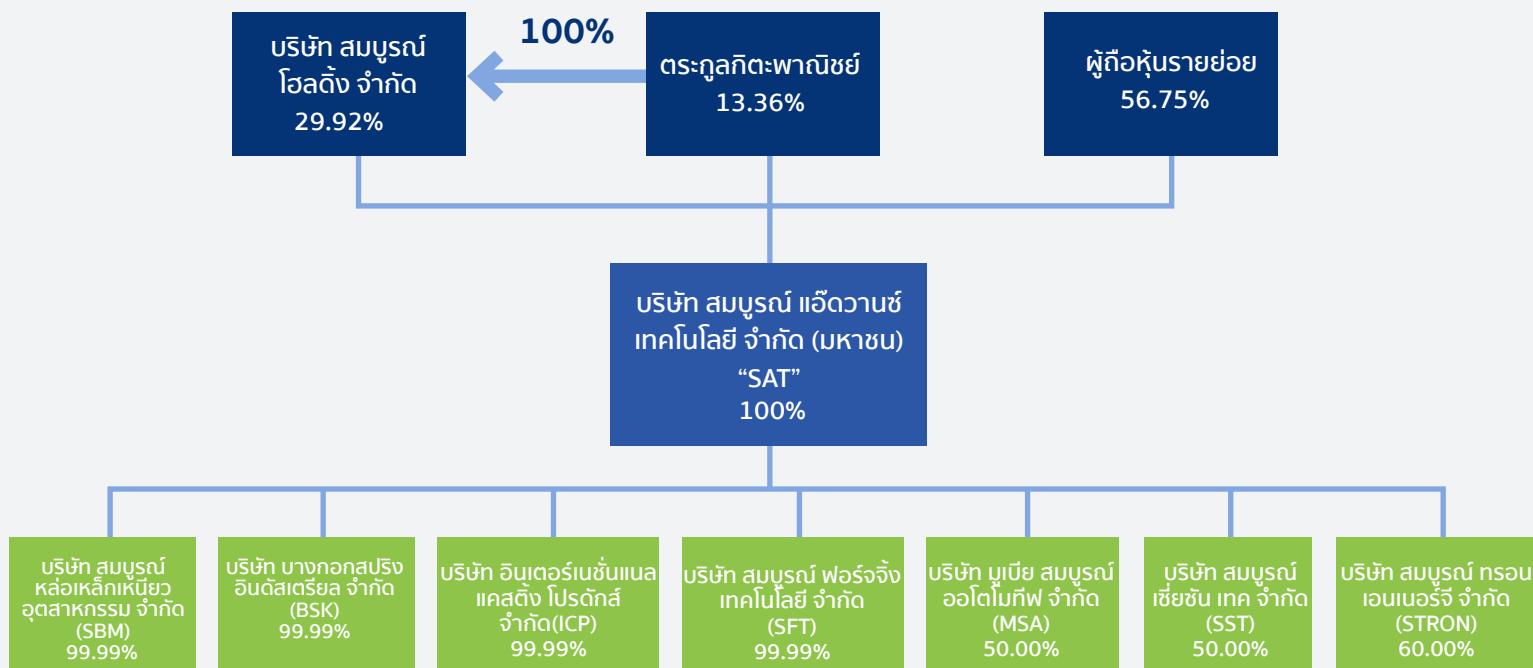 บริษัท สมบูรณ์
โฮลดิ้ง จำกัด
29.92%
100%
ตระกูลกิตะพาณิชย์
13.36%
ผู้ถือหุ้นรายย่อย
56.75%
บริษัท สมบูรณ์ แอ๊ดวานซ์
เทคโนโลยี จำกัด (มหาชน)
“SAT”
100%
บริษัท สมบูรณ์
หล่อเหล็กเหนียว
อุตสาหกรรม จำกัด
(SBM)
99.99%
บริษัท บางกอกสปริง
อินดัสเตรียล จำกัด
(BSK)
99.99%
บริษัท อินเตอร์เนชั่นแนล
แคสติ้ง โปรดักส์
จำกัด(ICP)
99.99%
บริษัท สมบูรณ์ ฟอร์จจิ้ง
เทคโนโลยี จำกัด
(SFT)
99.99%
บริษัท มูเบีย สมบูรณ์
ออโตโมทีฟ จำกัด
(MSA)
50.00%
บริษัท สมบูรณ์
เซี่ยซัน เทค จำกัด
(SST)
50.00%
บริษัท สมบูรณ์ ทรอน
เอนเนอร์จี จำกัด
(STRON)
60.00%